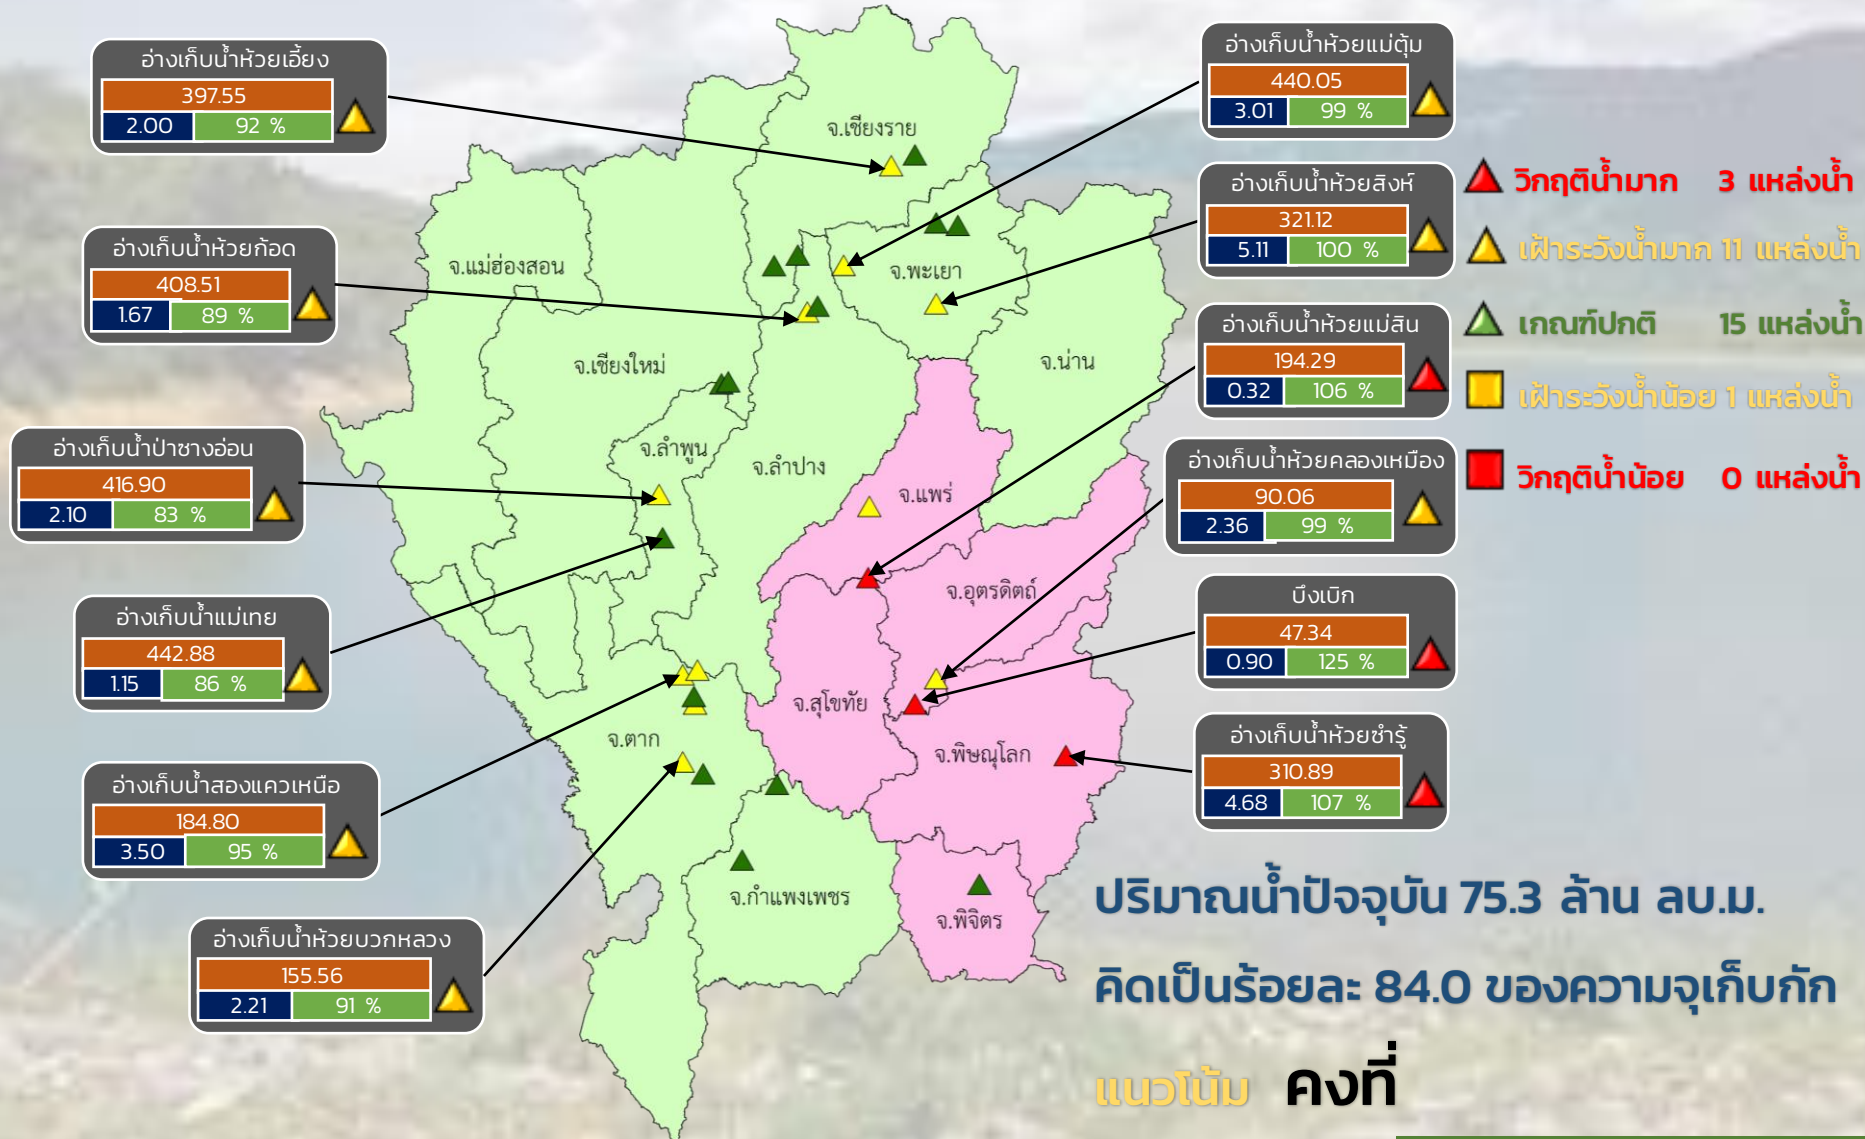 อ่างเก็บน้ำห้วยเอี้ยง
397.55
2.00 92 %
อ่างเก็บน้ำห้วยก้อด
408.51
1.67 89 %
อ่างเก็บน้ำป่าซางอ่อน
416.90
2.10 83 %
อ่างเก็บน้ำแม่เทย
442.88
1.15 86 %
อ่างเก็บน้ำสองแควเหนือ
184.80
3.50 95 %
อ่างเก็บน้ำห้วยบวกหลวง
155.56
2.21 91 %
จ.เชียงราย
จ.แม่ฮ่องสอน
จ.พะเยา
จ.เชียงใหม่
จ.น่าน
จ.ลำพูน
จ.ลำปาง
จ.แพร่
จ.อุตรดิตถ์
จ.สุโขทัย
จ.ตาก
จ.พิษณุโลก
จ.กำแพงเพชร
จ.พิจิตร
อ่างเก็บน้ำห้วยแม่ตุ้ม
440.05
3.01 99 %
อ่างเก็บน้ำห้วยสิงห์
321.12
5.11 100 %
อ่างเก็บน้ำห้วยแม่สิน
194.29
0.32 106 %
อ่างเก็บน้ำห้วยคลองเหมือง
90.06
2.36 99 %
บึงเบิก
47.34
0.90 125 %
อ่างเก็บน้ำห้วยซำรู้
310.89
4.68 107 %
วิกฤติน้ำมาก 3 แหล่งน้ำ
เฝ้าระวังน้ำมาก 11 แหล่งน้ำ
เกณฑ์ปกติ 15 แหล่งน้ำ
เฝ้าระวังน้ำน้อย 1 แหล่งน้ำ
วิกฤติน้ำน้อย 0 แหล่งน้ำ
ปริมาณน้ำปัจจุบัน 75.3 ล้าน ลบ.ม.
คิดเป็นร้อยละ 84.0 ของความจุเก็บกัก
แนวโน้ม คงที่